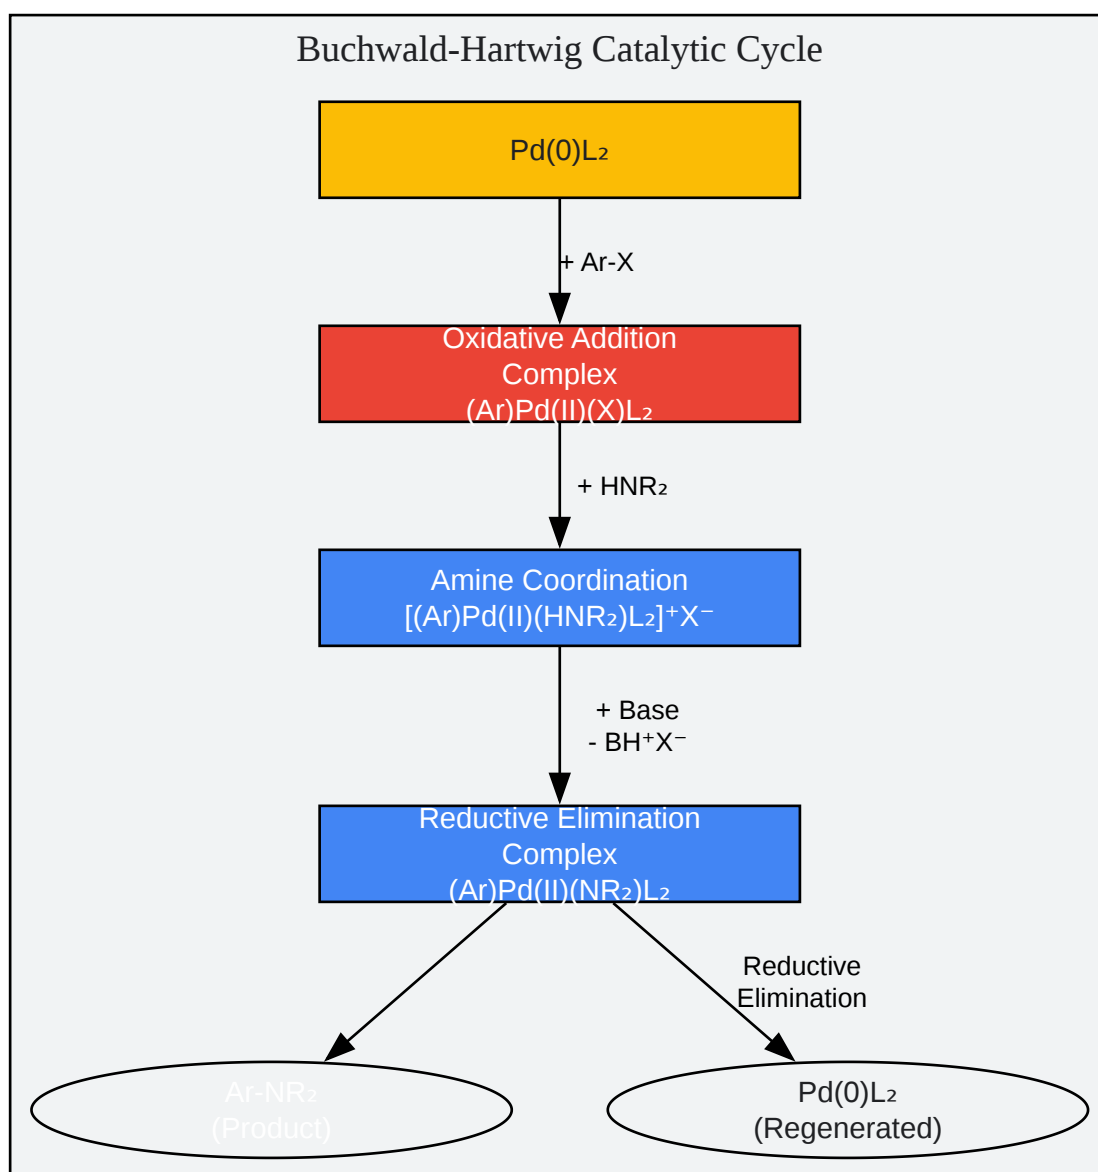 Buchwald-Hartwig Catalytic Cycle
Pd(0)L₂
+ Ar-X
Oxidative Addition
Complex
(Ar)Pd(II)(X)L₂
+ HNR₂
Amine Coordination
[(Ar)Pd(II)(HNR₂)L₂]⁺X⁻
+ Base
- BH⁺X⁻
Reductive Elimination
Complex
(Ar)Pd(II)(NR₂)L₂
Reductive
Elimination
Ar-NR₂
(Product)
Pd(0)L₂
(Regenerated)